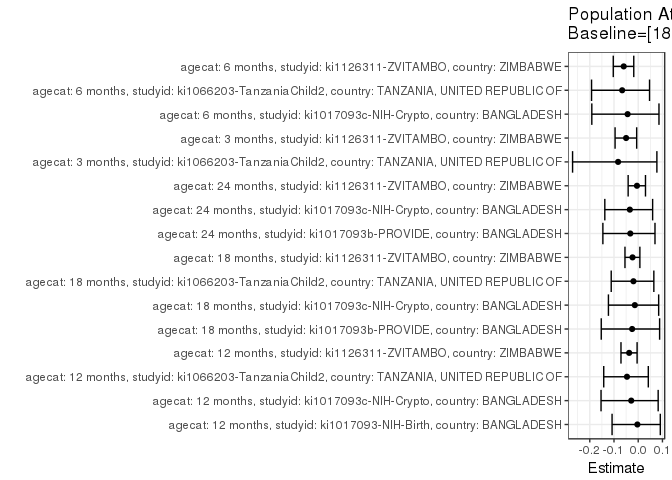 Population A
Baseline=[18
agecat: 6 months, studyid: ki1126311-ZVITAMBO, country: ZIMBABWE
agecat: 6 months, studyid: ki1066203-TanzaniaChild2, country: TANZANIA, UNITED REPUBLIC OF
agecat: 6 months, studyid: ki1017093c-NIH-Crypto, country: BANGLADESH
agecat: 3 months, studyid: ki1126311-ZVITAMBO, country: ZIMBABWE
agecat: 3 months, studyid: ki1066203-TanzaniaChild2, country: TANZANIA, UNITED REPUBLIC OF
agecat: 24 months, studyid: ki1126311-ZVITAMBO, country: ZIMBABWE
agecat: 24 months, studyid: ki1017093c-NIH-Crypto, country: BANGLADESH
agecat: 24 months, studyid: ki1017093b-PROVIDE, country: BANGLADESH
agecat: 18 months, studyid: ki1126311-ZVITAMBO, country: ZIMBABWE
agecat: 18 months, studyid: ki1066203-TanzaniaChild2, country: TANZANIA, UNITED REPUBLIC OF
agecat: 18 months, studyid: ki1017093c-NIH-Crypto, country: BANGLADESH
agecat: 18 months, studyid: ki1017093b-PROVIDE, country: BANGLADESH
agecat: 12 months, studyid: ki1126311-ZVITAMBO, country: ZIMBABWE
agecat: 12 months, studyid: ki1066203-TanzaniaChild2, country: TANZANIA, UNITED REPUBLIC OF
agecat: 12 months, studyid: ki1017093c-NIH-Crypto, country: BANGLADESH
agecat: 12 months, studyid: ki1017093-NIH-Birth, country: BANGLADESH
-0.2 -0.1 0.0 0.1
Estimate